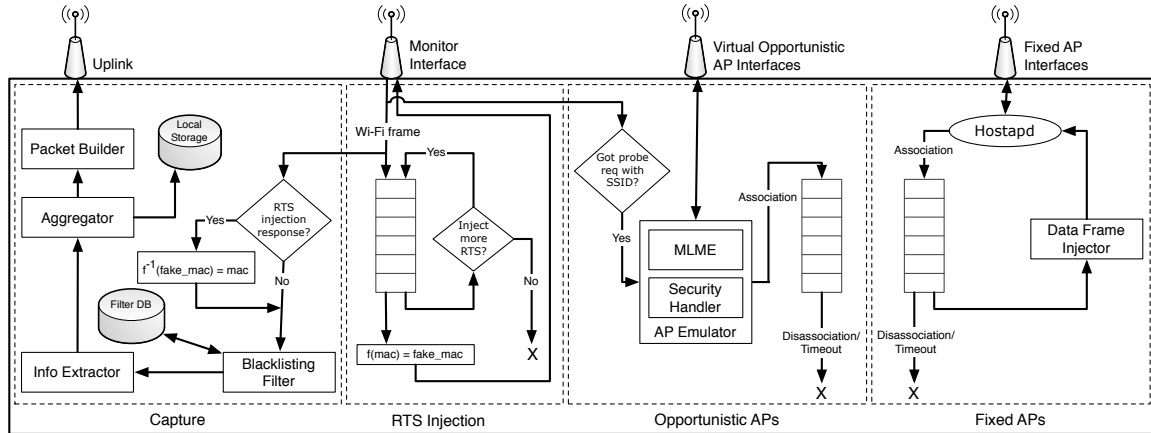 Uplink
Monitor
Interface
Virtual Opportunistic
AP Interfaces
Fixed AP
Interfaces
Packet Builder
Local
Storage
Aggregator
RTS
injection
response?
Yes
No
f⁻¹(fake_mac) = mac
Filter DB
Info Extractor
Blacklisting
Filter
Capture
Wi-Fi frame
Yes
Inject
more
RTS?
No
X
f(mac) = fake_mac
RTS Injection
Got probe
req with
SSID?
Yes
Association
MLME
Security
Handler
AP Emulator
Disassociation/
Timeout
X
Opportunistic APs
Hostapd
Association
Data Frame
Injector
Disassociation/
Timeout
X
Fixed APs